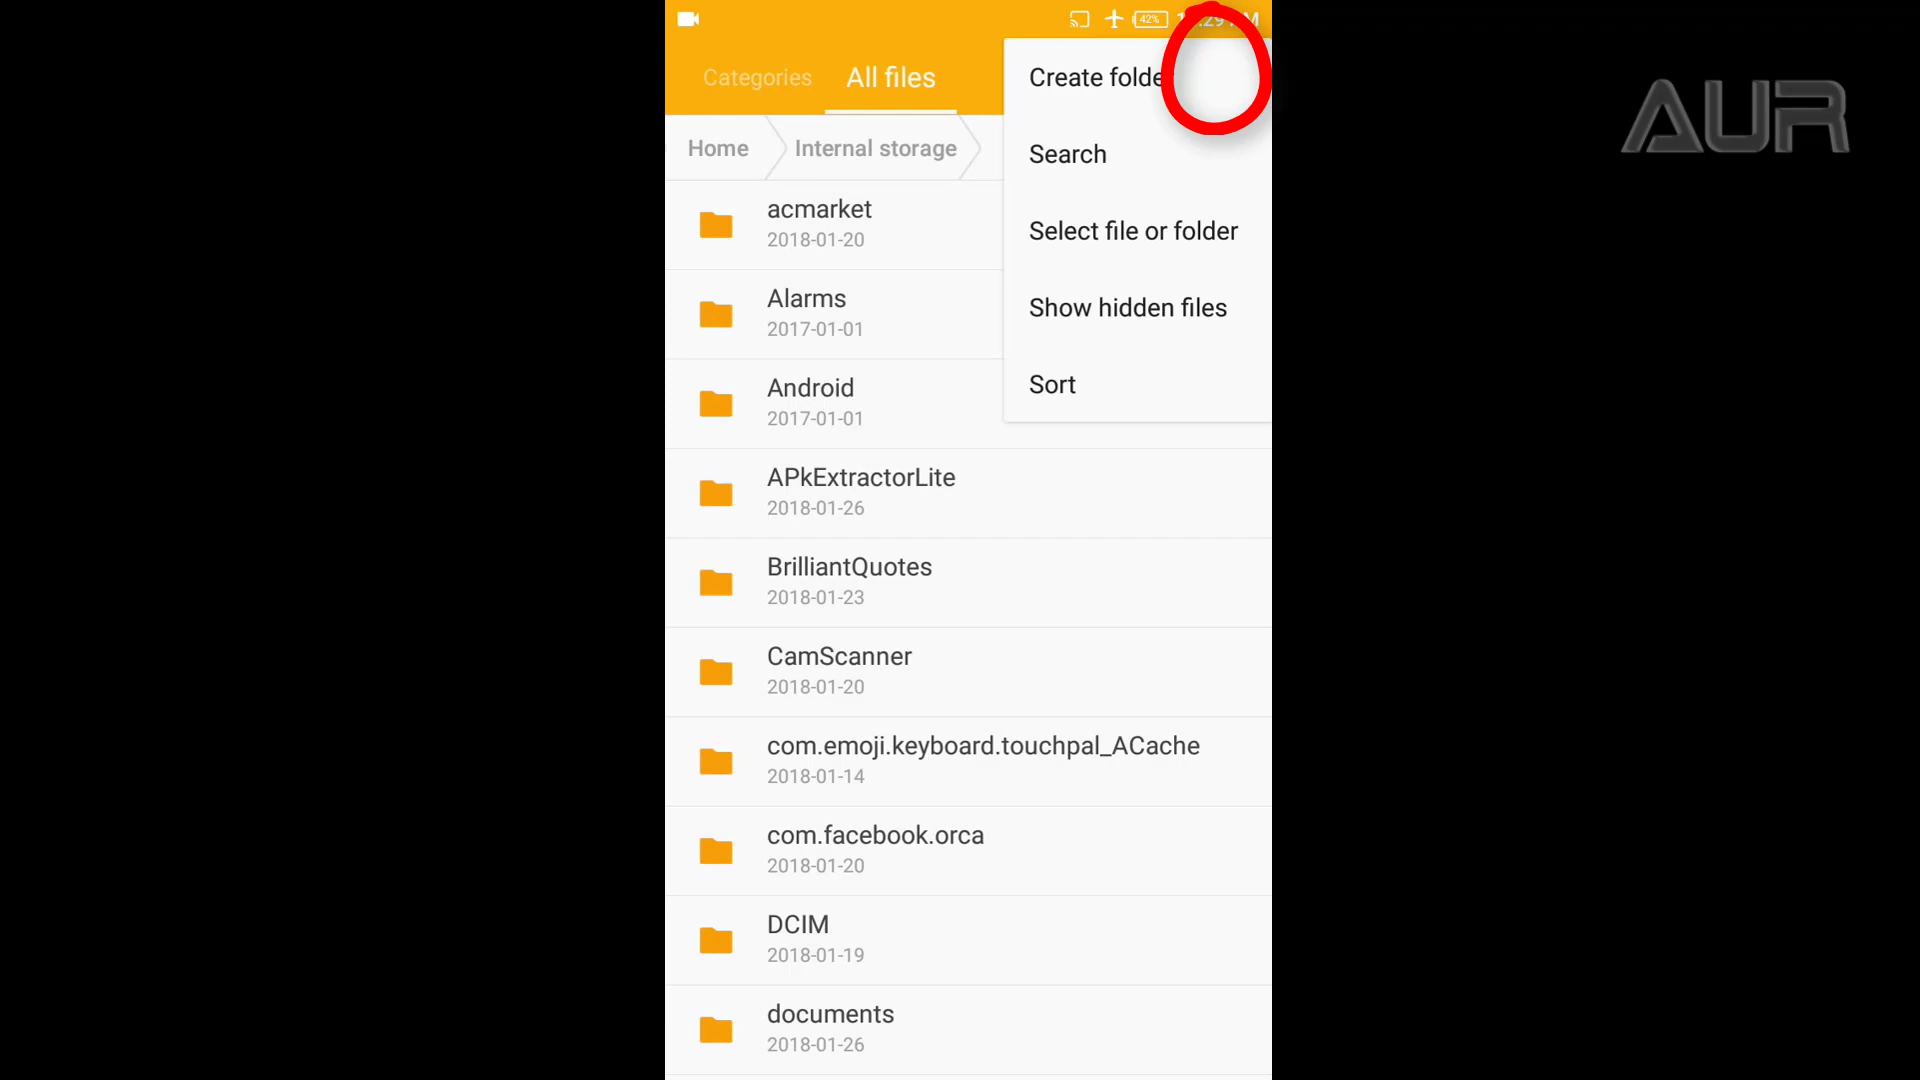 42%
Categories
All files
Create folder
AUR
Home
Internal storage
Search
acmarket
2018-01-20
Select file or folder
Alarms
2017-01-01
Show hidden files
Android
2017-01-01
Sort
APkExtractorLite
2018-01-26
BrilliantQuotes
2018-01-23
CamScanner
2018-01-20
com.emoji.keyboard.touchpal_ACache
2018-01-14
com.facebook.orca
2018-01-20
DCIM
2018-01-19
documents
2018-01-26